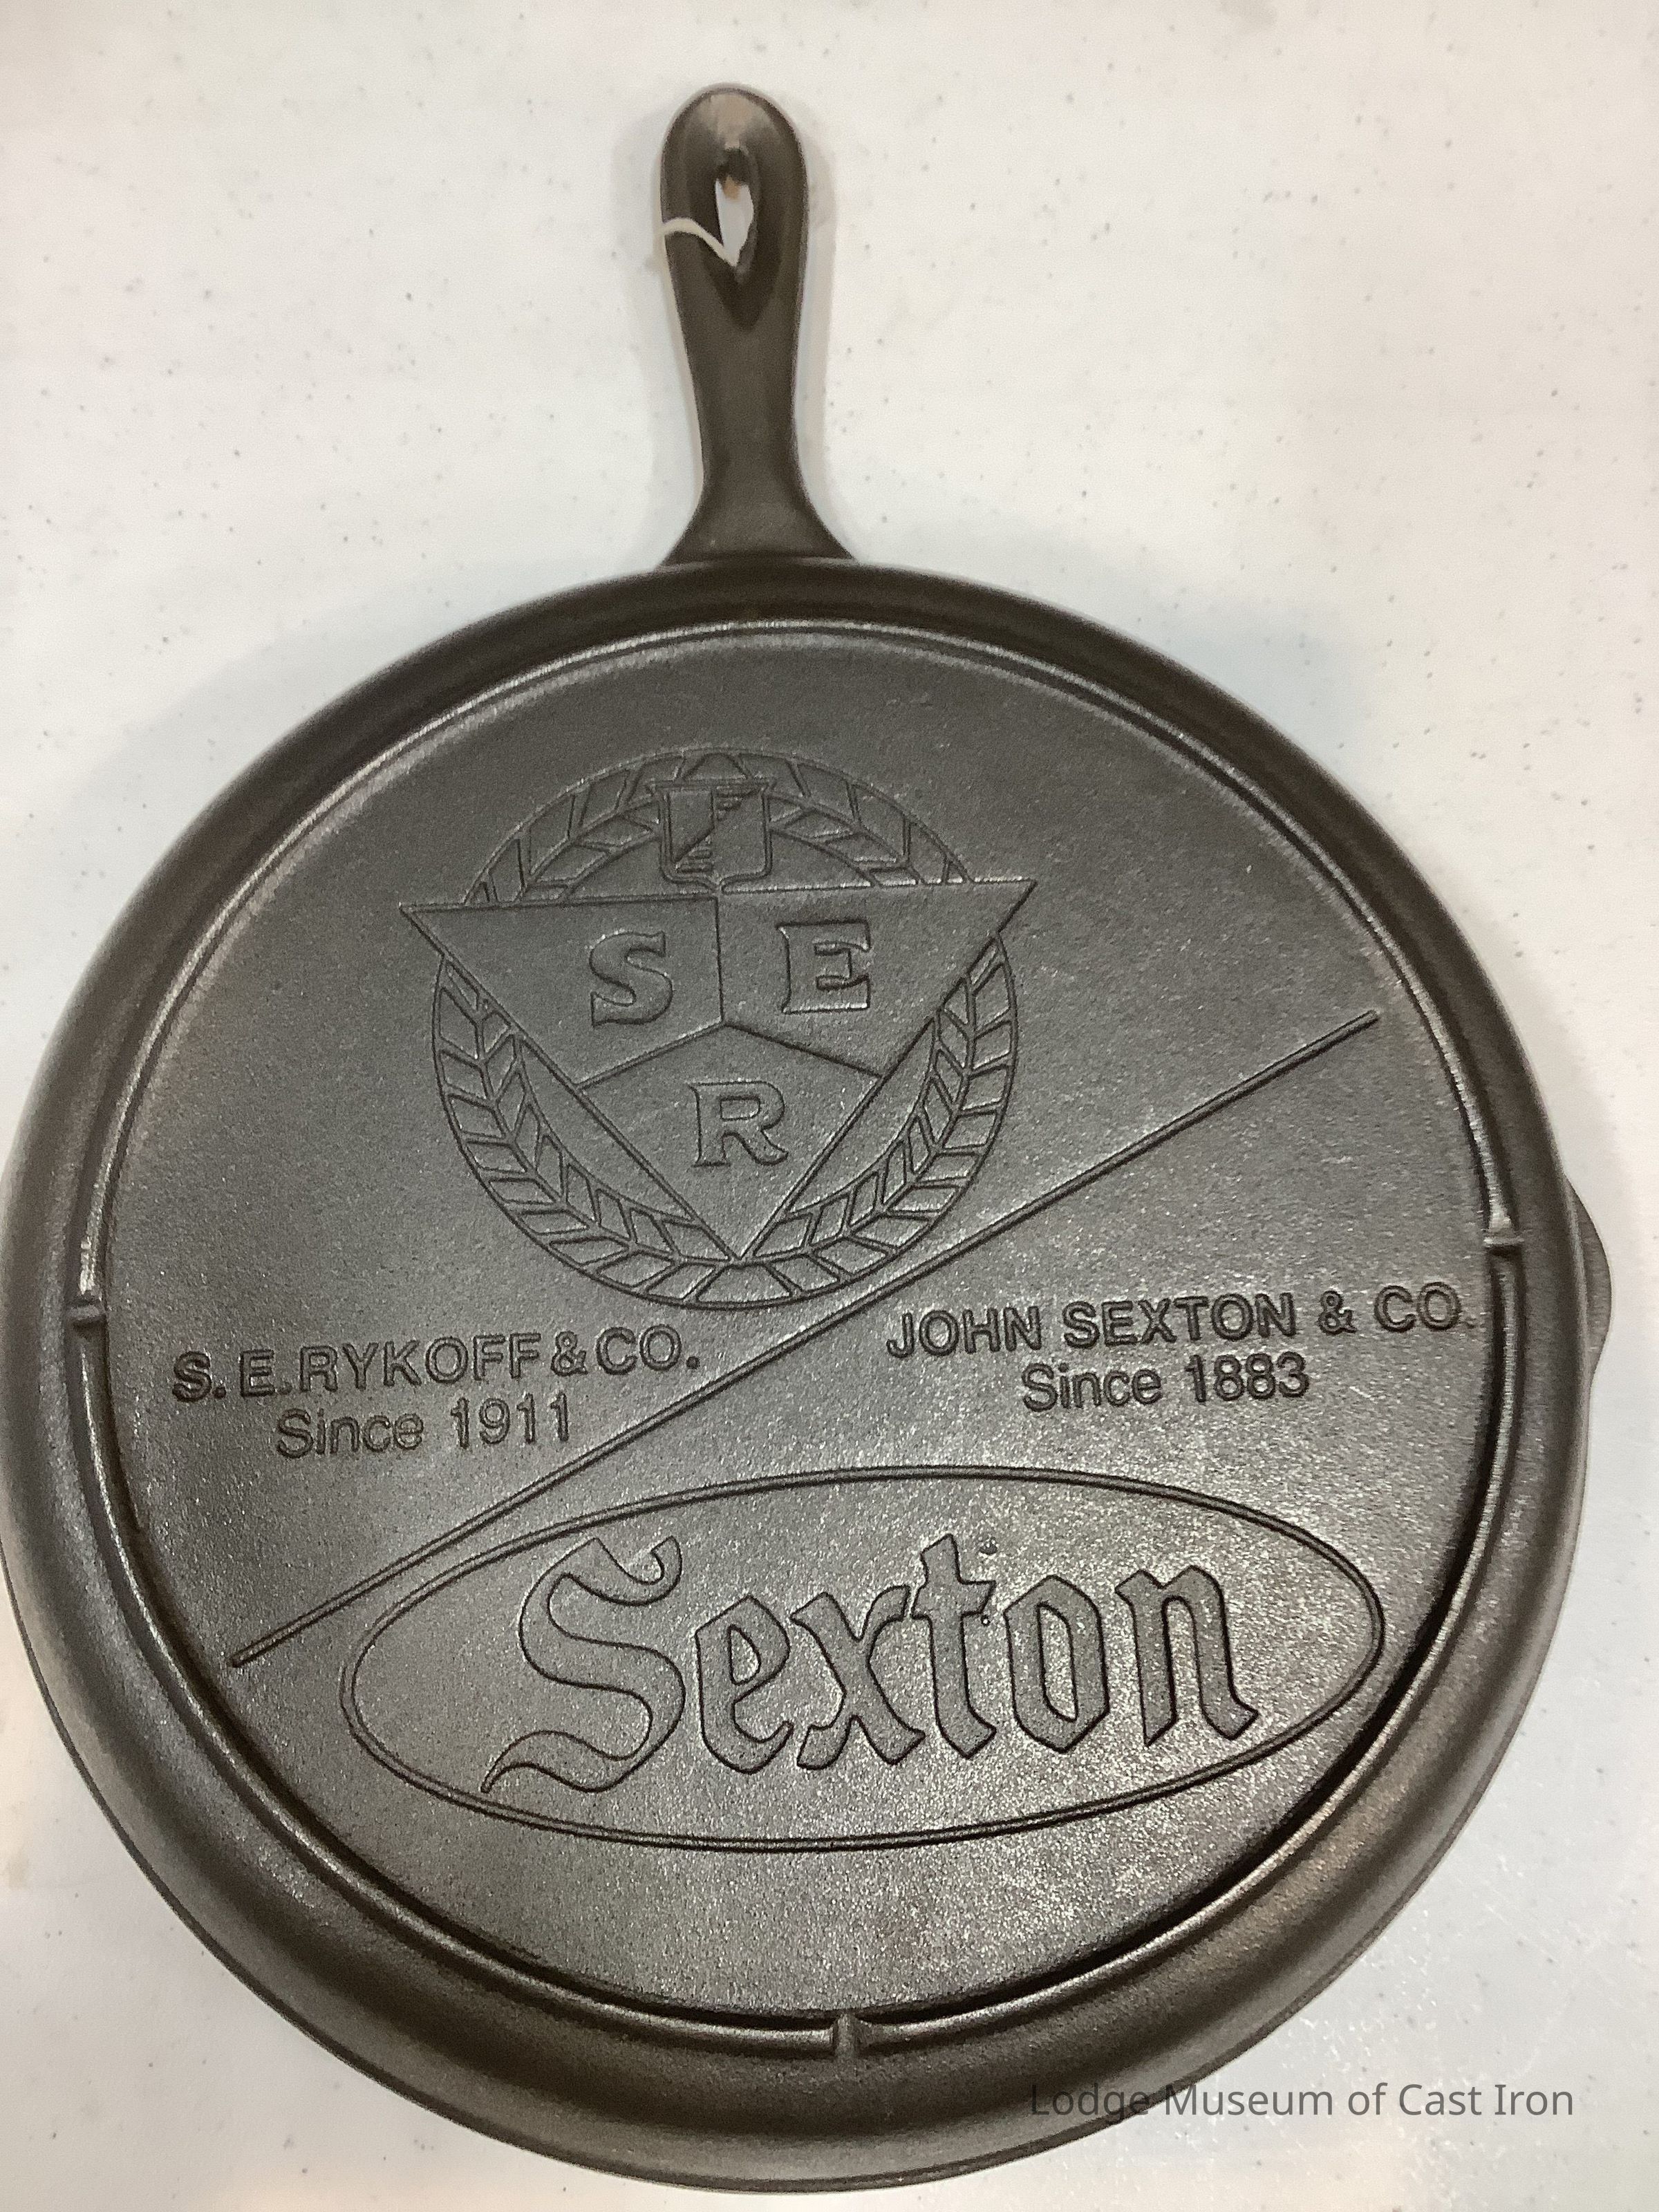 S E
R
S. E. RYKOFF & CO.
Since 1911
JOHN SEXTON & CO.
Since 1883
Sexton
Lodge Museum of Cast Iron